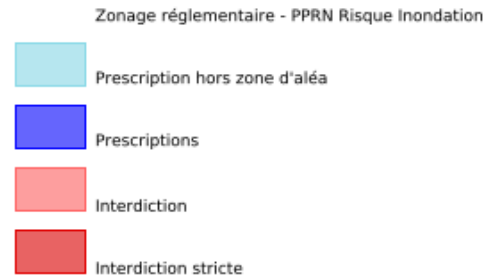 Zonage réglementaire - PPRN Risque Inondation
Prescription hors zone d'aléa
Prescriptions
Interdiction
Interdiction stricte